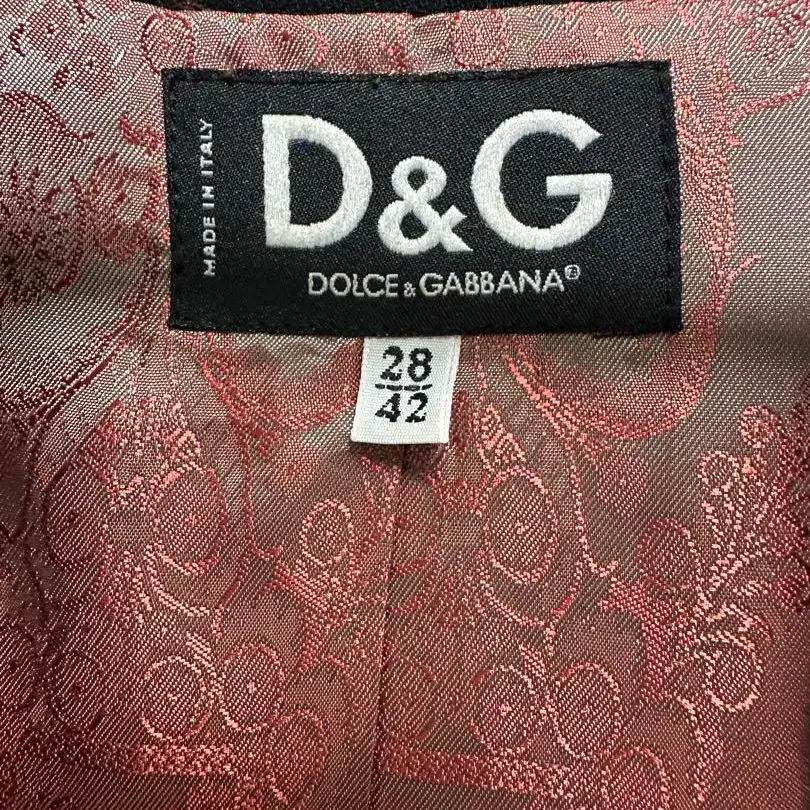 MADE IN ITALY
D&G
DOLCE & GABBANA®
28
42